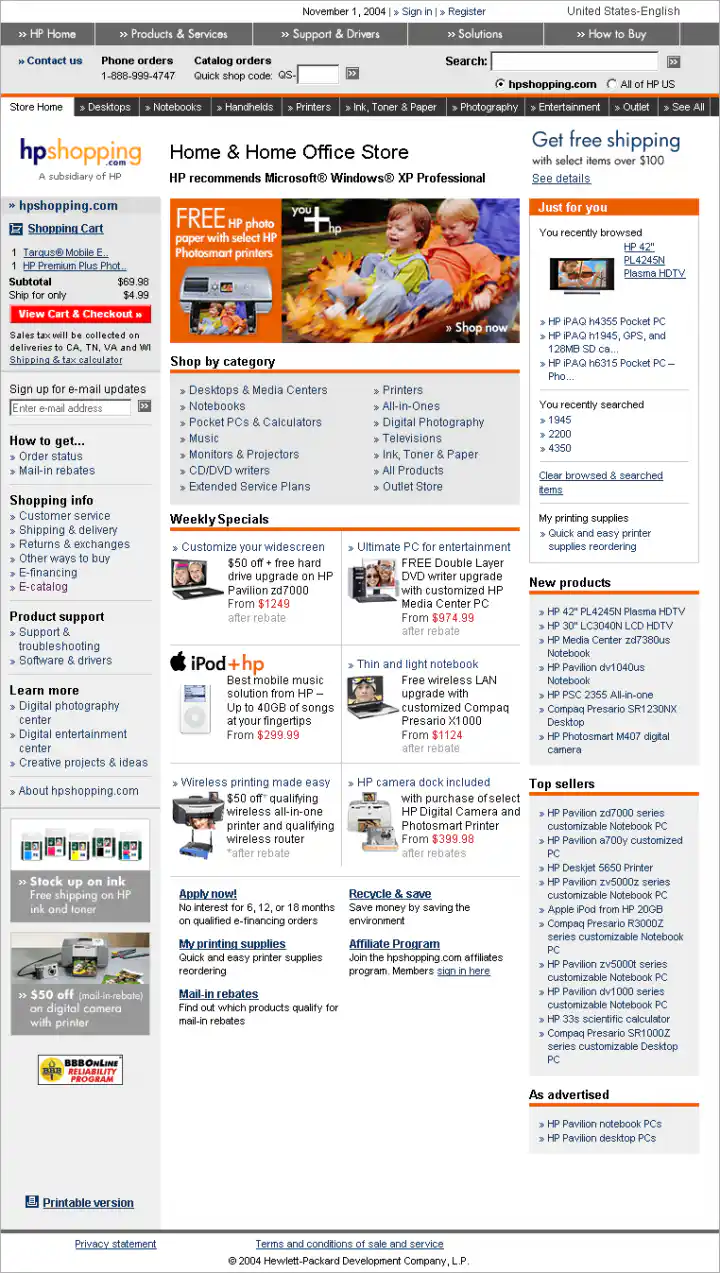 November 1, 2004 | » Sign in | » Register
United States-English
» HP Home
» Products & Services
» Support & Drivers
» Solutions
» How to Buy
» Contact us
Phone orders
1-888-999-4747
Catalog orders
Quick shop code: QS-
Search:
hpshopping.com
All of HP US
Store Home
» Desktops
» Notebooks
» Handhelds
» Printers
» Ink, Toner & Paper
» Photography
» Entertainment
» Outlet
» See All
hpshopping
.com
A subsidiary of HP
» hpshopping.com
Shopping Cart
1 Targus® Mobile E..
1 HP Premium Plus Phot..
Subtotal $69.98
Ship for only $4.99
View Cart & Checkout »
Sales tax will be collected on
deliveries to CA, TN, VA and WI
Shipping & tax calculator
Sign up for e-mail updates
Enter e-mail address
How to get...
» Order status
» Mail-in rebates
Shopping info
» Customer service
» Shipping & delivery
» Returns & exchanges
» Other ways to buy
» E-financing
» E-catalog
Product support
» Support &
troubleshooting
» Software & drivers
Learn more
» Digital photography
center
» Digital entertainment
center
» Creative projects & ideas
» About hpshopping.com
» Stock up on ink
Free shipping on HP
ink and toner
» $50 off (mail-in-rebate)
on digital camera
with printer
BBB
BBBONLINE
RELIABILITY
PROGRAM
Printable version
Home & Home Office Store
HP recommends Microsoft® Windows® XP Professional
FREE HP photo
paper with select HP
Photosmart printers
you
+
hp
» Shop now
Shop by category
» Desktops & Media Centers
» Notebooks
» Pocket PCs & Calculators
» Music
» Monitors & Projectors
» CD/DVD writers
» Extended Service Plans
» Printers
» All-in-Ones
» Digital Photography
» Televisions
» Ink, Toner & Paper
» All Products
» Outlet Store
Weekly Specials
» Customize your widescreen
$50 off + free hard
drive upgrade on HP
Pavilion zd7000
From $1249
after rebate
» Ultimate PC for entertainment
FREE Double Layer
DVD writer upgrade
with customized HP
Media Center PC
From $974.99
after rebate
iPod+hp
Best mobile music
solution from HP –
Up to 40GB of songs
at your fingertips
From $299.99
» Thin and light notebook
Free wireless LAN
upgrade with
customized Compaq
Presario X1000
From $1124
after rebate
» Wireless printing made easy
$50 off* qualifying
wireless all-in-one
printer and qualifying
wireless router
*after rebate
» HP camera dock included
with purchase of select
HP Digital Camera and
Photosmart Printer
From $399.98
after rebates
Apply now!
No interest for 6, 12, or 18 months
on qualified e-financing orders
My printing supplies
Quick and easy printer supplies
reordering
Mail-in rebates
Find out which products qualify for
mail-in rebates
Recycle & save
Save money by saving the
environment
Affiliate Program
Join the hpshopping.com affiliates
program. Members sign in here
Get free shipping
with select items over $100
See details
Just for you
You recently browsed
HP 42"
PL4245N
Plasma HDTV
» HP iPAQ h4355 Pocket PC
» HP iPAQ h1945, GPS, and
128MB SD ca...
» HP iPAQ h6315 Pocket PC –
Pho...
You recently searched
» 1945
» 2200
» 4350
Clear browsed & searched
items
My printing supplies
» Quick and easy printer
supplies reordering
New products
» HP 42" PL4245N Plasma HDTV
» HP 30" LC3040N LCD HDTV
» HP Media Center zd7380us
Notebook
» HP Pavilion dv1040us
Notebook
» HP PSC 2355 All-in-one
» Compaq Presario SR1230NX
Desktop
» HP Photosmart M407 digital
camera
Top sellers
» HP Pavilion zd7000 series
customizable Notebook PC
» HP Pavilion a700y customized
PC
» HP Deskjet 5650 Printer
» HP Pavilion zv5000z series
customizable Notebook PC
» Apple iPod from HP 20GB
» Compaq Presario R3000Z
series customizable Notebook
PC
» HP Pavilion zv5000t series
customizable Notebook PC
» HP Pavilion dv1000 series
customizable Notebook PC
» HP 33s scientific calculator
» Compaq Presario SR1000Z
series customizable Desktop
PC
As advertised
» HP Pavilion notebook PCs
» HP Pavilion desktop PCs
Privacy statement
Terms and conditions of sale and service
© 2004 Hewlett-Packard Development Company, L.P.